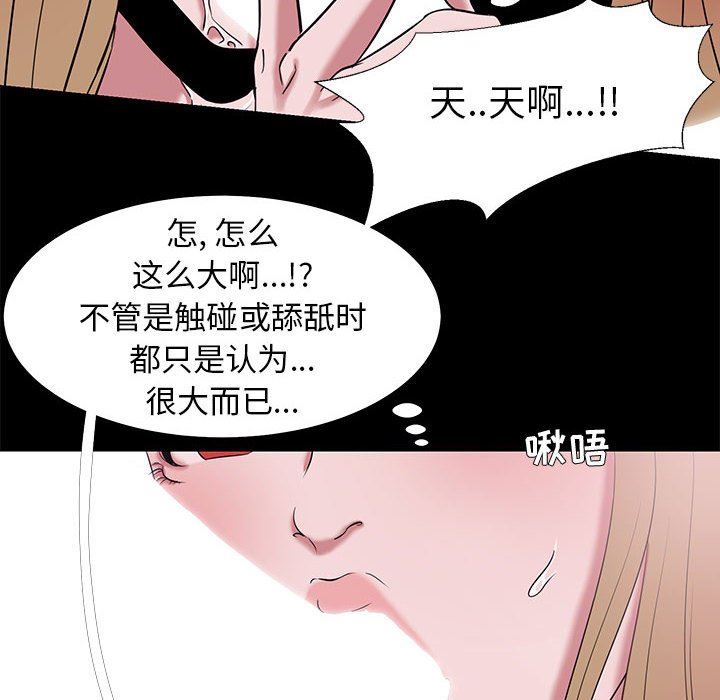 天..天啊...!!
怎, 怎么
这么大啊...!?
不管是触碰或舔舐时
都只是认为...
很大而已...
啾唔